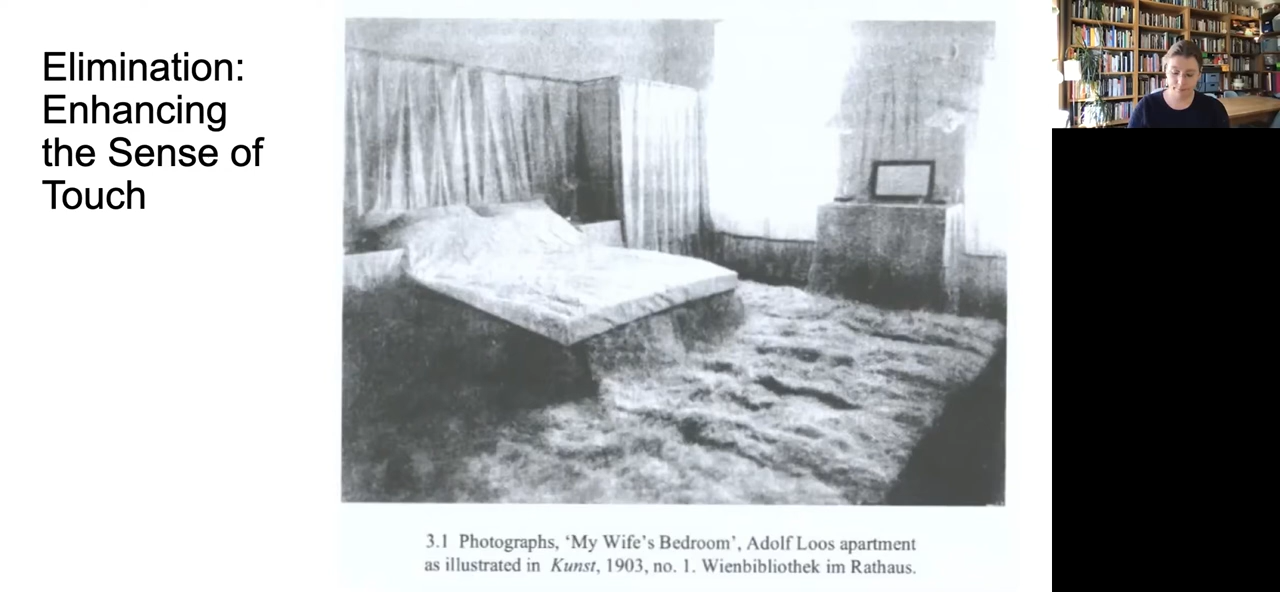 Elimination:
Enhancing
the Sense of
Touch
3.1 Photographs, ‘My Wife’s Bedroom’, Adolf Loos apartment
as illustrated in Kunst, 1903, no. 1. Wienbibliothek im Rathaus.